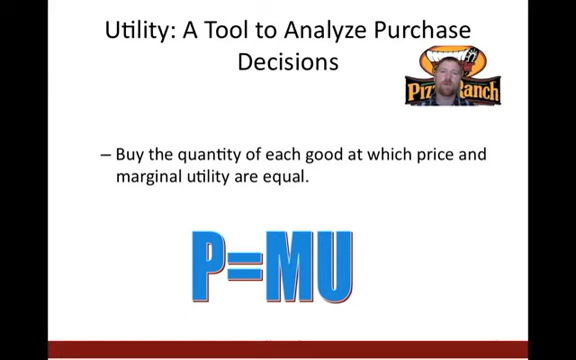 Utility: A Tool to Analyze Purchase
Decisions
Ranch
– Buy the quantity of each good at which price and
marginal utility are equal.
P=MU